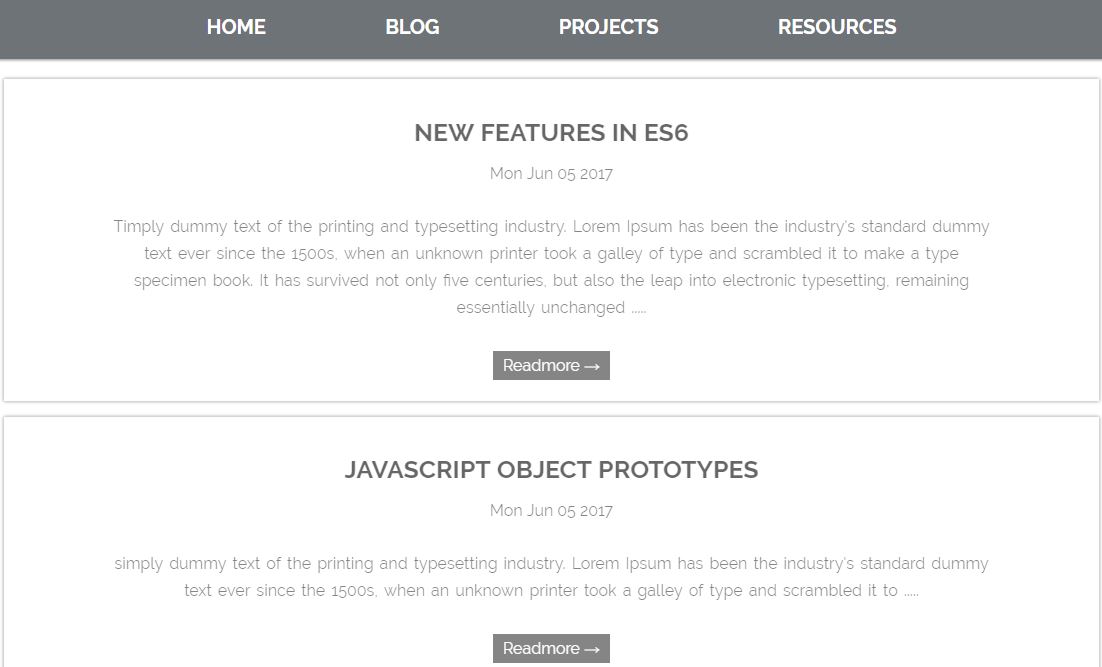 HOME BLOG PROJECTS RESOURCES
NEW FEATURES IN ES6
Mon Jun 05 2017
Timply dummy text of the printing and typesetting industry. Lorem Ipsum has been the industry's standard dummy
text ever since the 1500s, when an unknown printer took a galley of type and scrambled it to make a type
specimen book. It has survived not only five centuries, but also the leap into electronic typesetting, remaining
essentially unchanged .....
Readmore →
JAVASCRIPT OBJECT PROTOTYPES
Mon Jun 05 2017
simply dummy text of the printing and typesetting industry. Lorem Ipsum has been the industry's standard dummy
text ever since the 1500s, when an unknown printer took a galley of type and scrambled it to .....
Readmore →